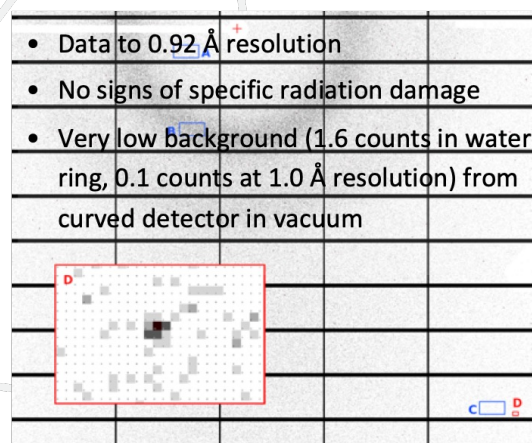 • Data to 0.92 Å resolution
A
• No signs of specific radiation damage
• Very low background (1.6 counts in water
B
ring, 0.1 counts at 1.0 Å resolution) from
curved detector in vacuum
D
C D